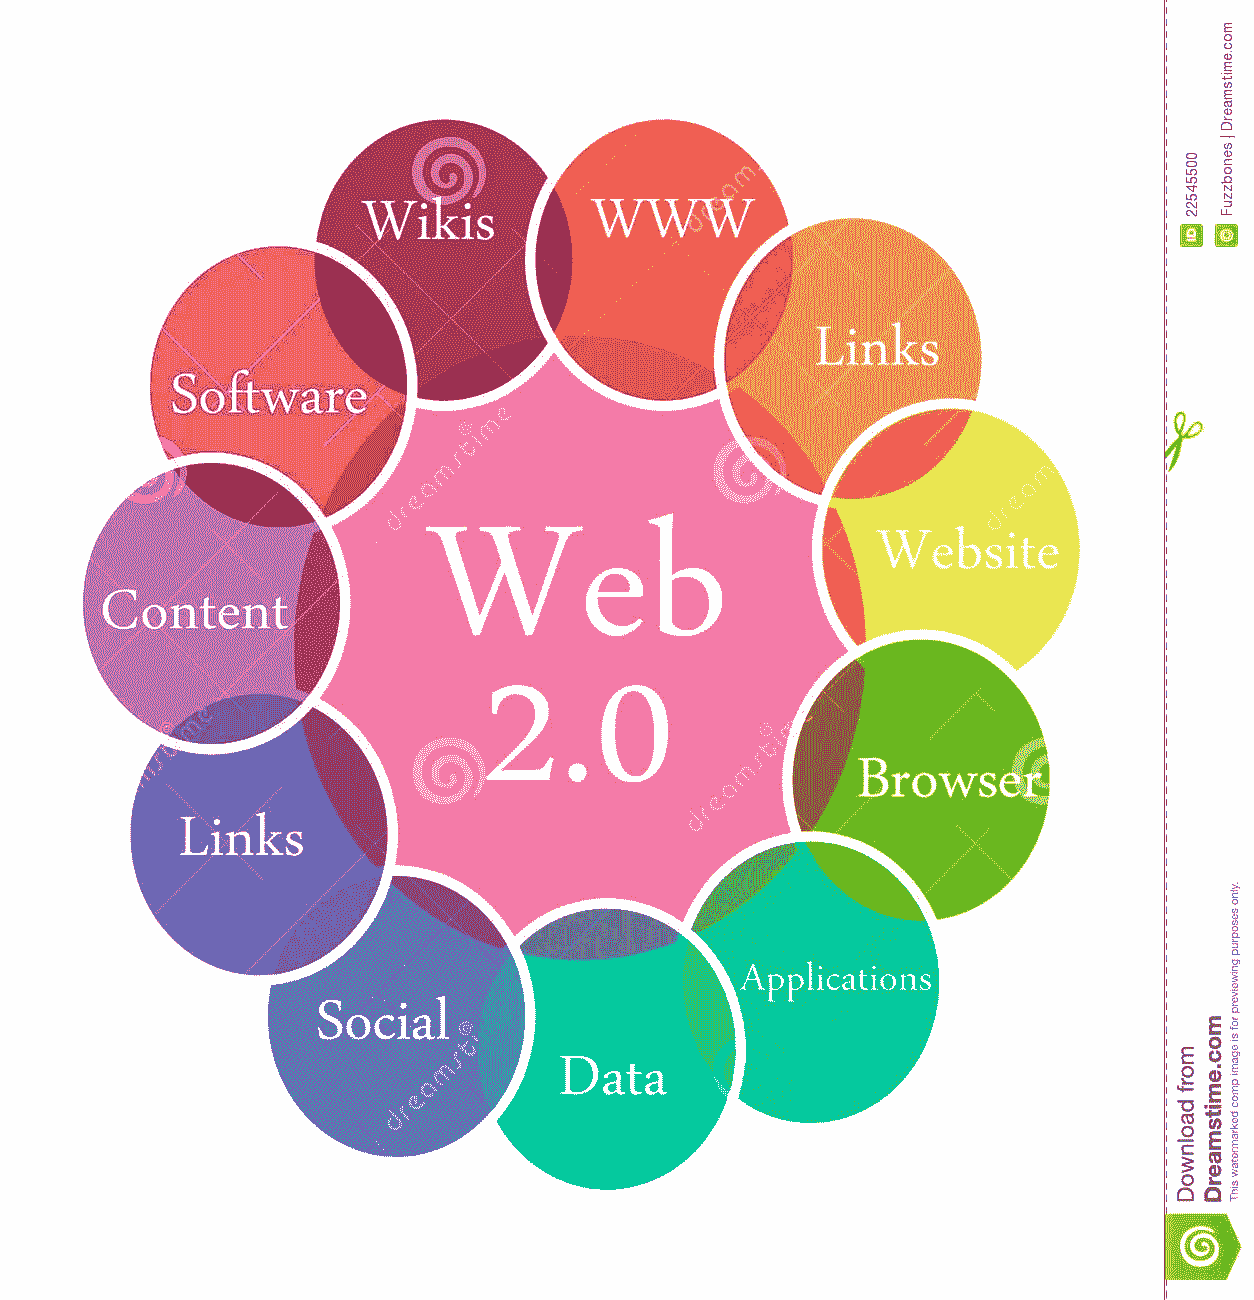 Wikis
WWW
Links
Website
Browser
Applications
Data
Social
Links
Content
Software
Web
2.0
dreamstime
dreamstime
22545500
Fuzzbones | Dreamstime.com
Download from
Dreamstime.com
This watermarked comp image is for previewing purposes only.